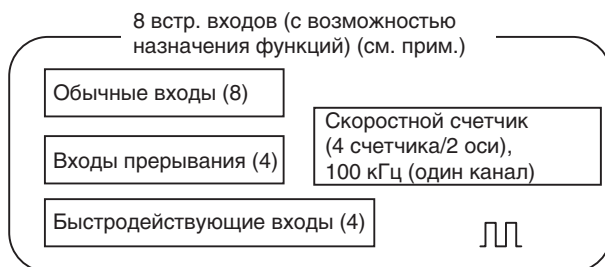 8 встр. входов (с возможностью
назначения функций) (см. прим.)
Обычные входы (8)
Скоростной счетчик
(4 счетчика/2 оси),
100 кГц (один канал)
Входы прерывания (4)
Быстродействующие входы (4)